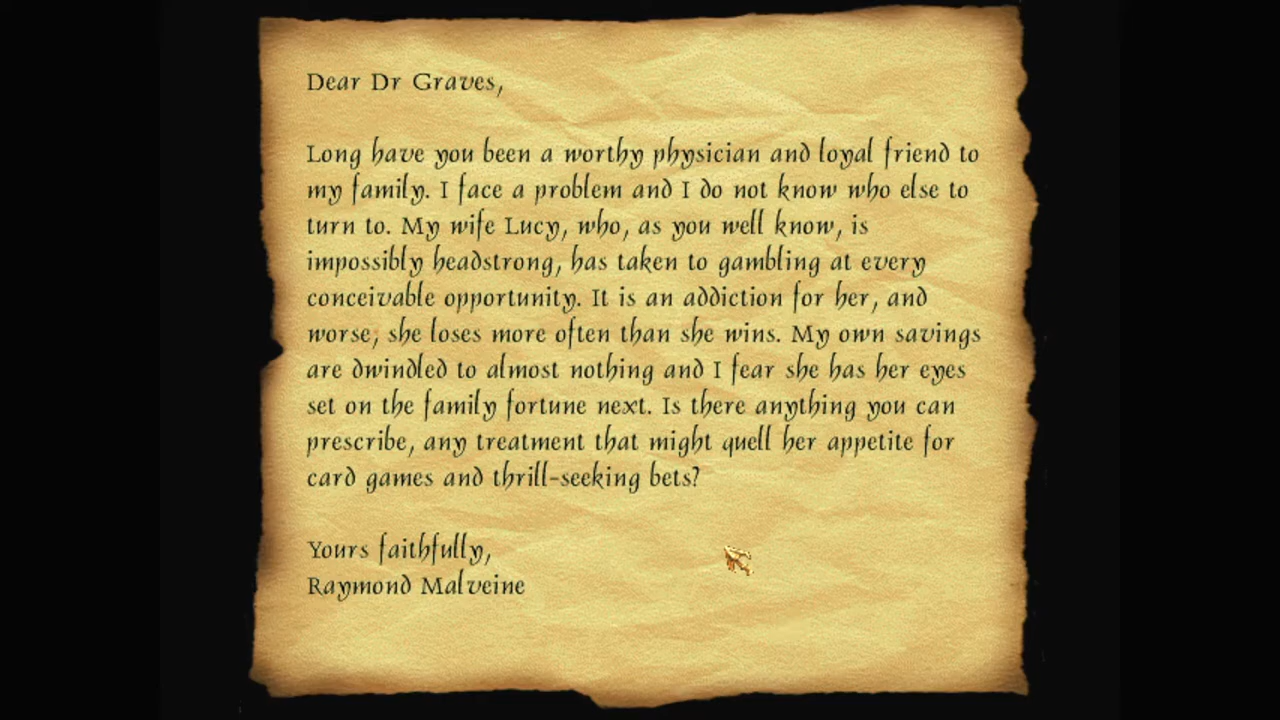 Dear Dr Graves,
Long have you been a worthy physician and loyal friend to
my family. I face a problem and I do not know who else to
turn to. My wife Lucy, who, as you well know, is
impossibly headstrong, has taken to gambling at every
conceivable opportunity. It is an addiction for her, and
worse, she loses more often than she wins. My own savings
are dwindled to almost nothing and I fear she has her eyes
set on the family fortune next. Is there anything you can
prescribe, any treatment that might quell her appetite for
card games and thrill-seeking bets?
Yours faithfully,
Raymond Malveine